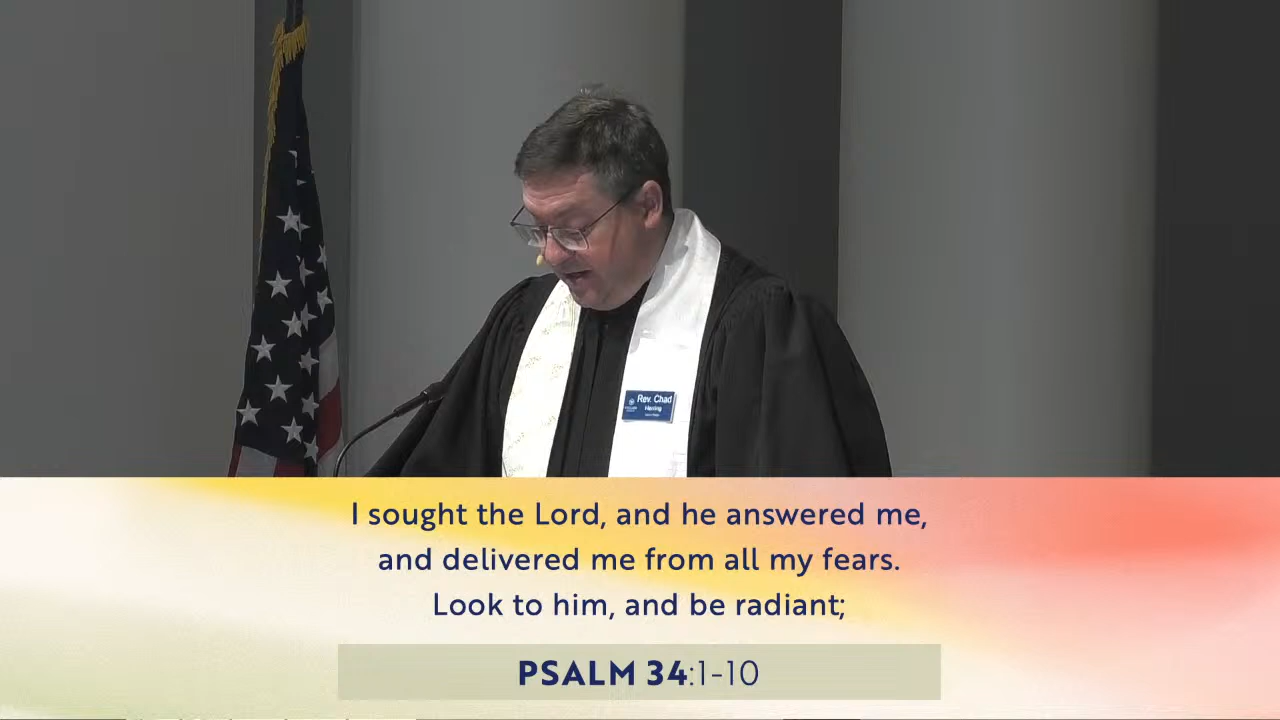 Rev. Chad
Herring
I sought the Lord, and he answered me,
and delivered me from all my fears.
Look to him, and be radiant;
PSALM 34:1-10